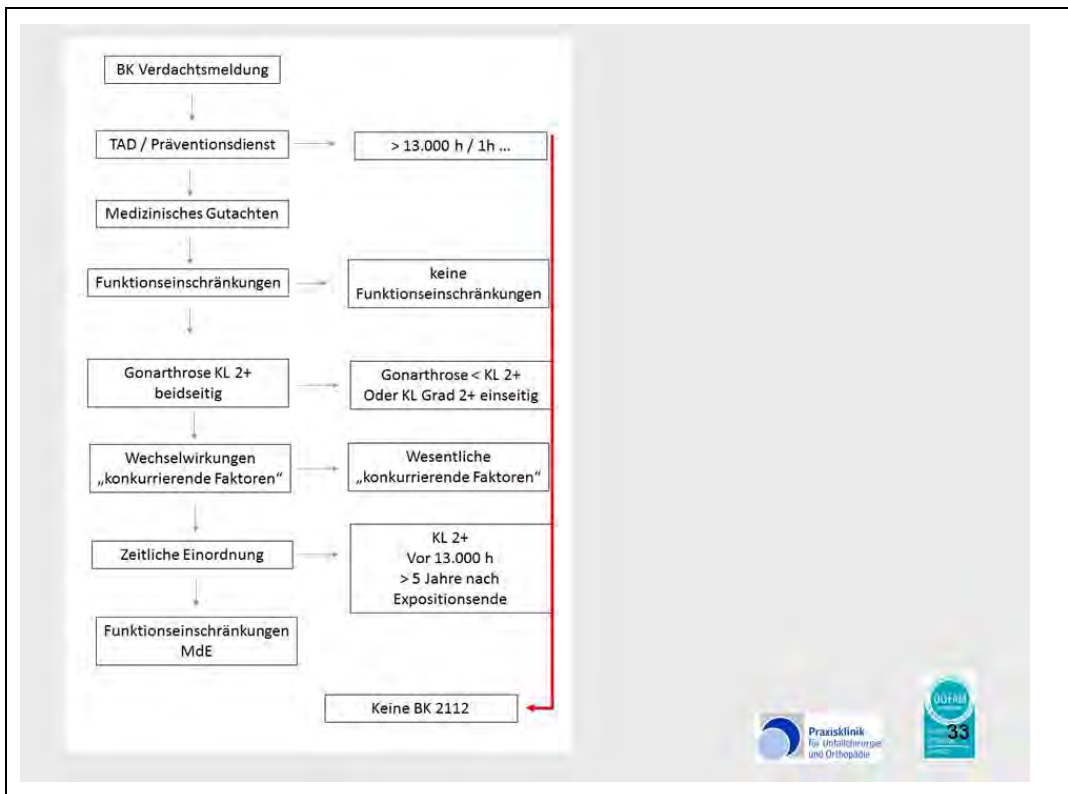 BK Verdachtsmeldung
TAD / Präventionsdienst
> 13.000 h / 1h ...
Medizinisches Gutachten
Funktionseinschränkungen
keine
Funktionseinschränkungen
Gonarthrose KL 2+
beidseitig
Gonarthrose < KL 2+
Oder KL Grad 2+ einseitig
Wechselwirkungen
„konkurrierende Faktoren“
Wesentliche
„konkurrierende Faktoren“
Zeitliche Einordnung
KL 2+
Vor 13.000 h
> 5 Jahre nach
Expositionsende
Funktionseinschränkungen
MdE
Keine BK 2112
Praxisklinik
für Unfallchirurgie
und Orthopädie
33